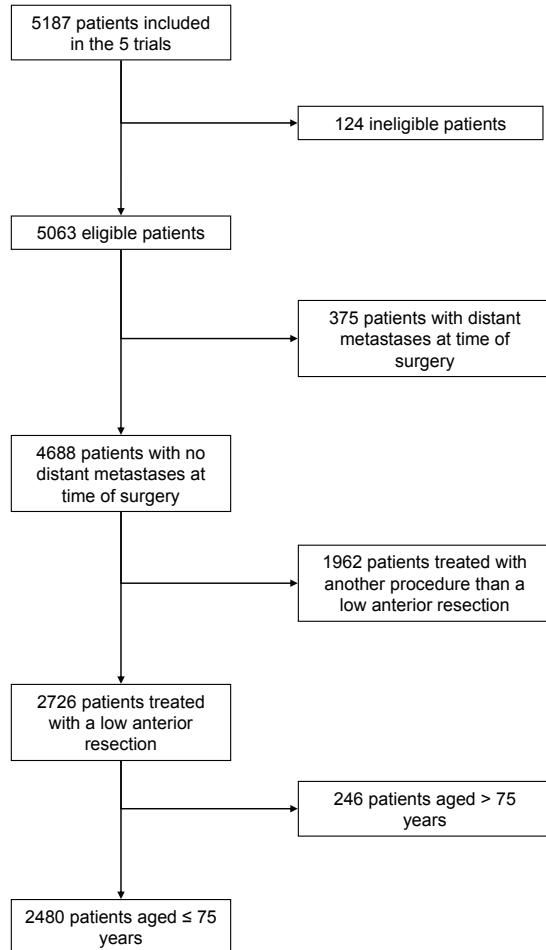 5187 patients included
in the 5 trials
124 ineligible patients
5063 eligible patients
375 patients with distant
metastases at time of
surgery
4688 patients with no
distant metastases at
time of surgery
1962 patients treated with
another procedure than a
low anterior resection
2726 patients treated
with a low anterior
resection
246 patients aged > 75
years
2480 patients aged ≤ 75
years